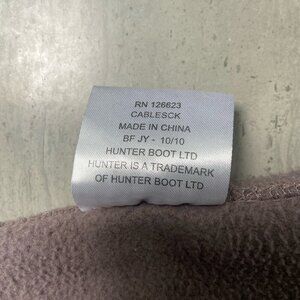 RN 126623
CABLESCK
MADE IN CHINA
BF JY - 10/10
HUNTER BOOT LTD
HUNTER IS A TRADEMARK
OF HUNTER BOOT LTD